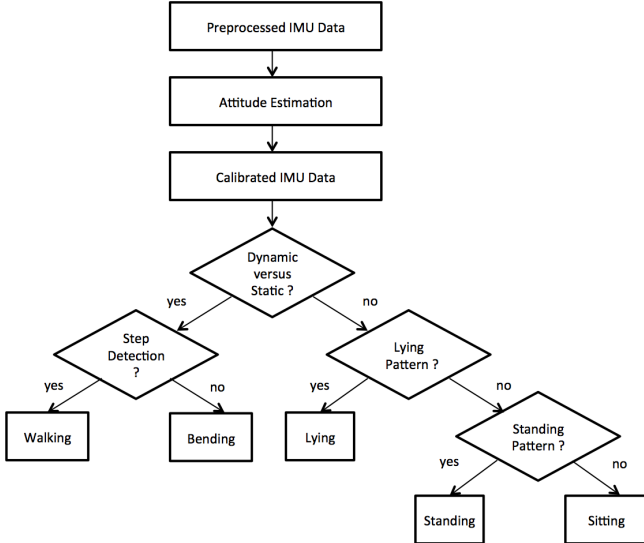 Preprocessed IMU Data
Attitude Estimation
Calibrated IMU Data
Dynamic
versus
Static ?
yes
no
Step
Detection
?
Lying
Pattern ?
yes
no
yes
no
Walking
Bending
Lying
Standing
Pattern ?
yes
no
Standing
Sitting